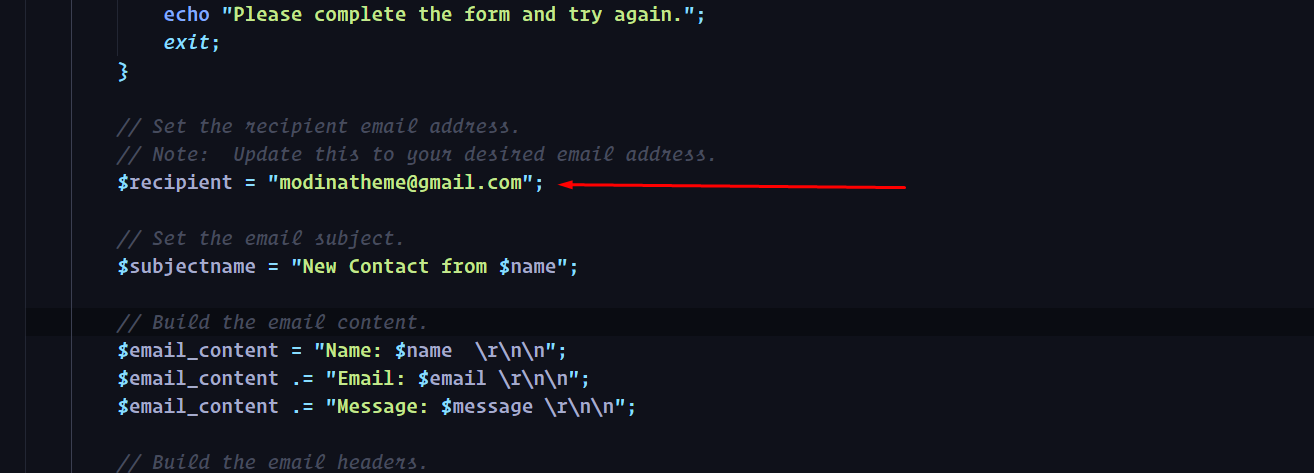 echo "Please complete the form and try again.";
exit;
}
// Set the recipient email address.
// Note:  Update this to your desired email address.
$recipient = "modinatheme@gmail.com";
// Set the email subject.
$subjectname = "New Contact from $name";
// Build the email content.
$email_content = "Name: $name  \r\n\n";
$email_content .= "Email: $email \r\n\n";
$email_content .= "Message: $message \r\n\n";
// Build the email headers.